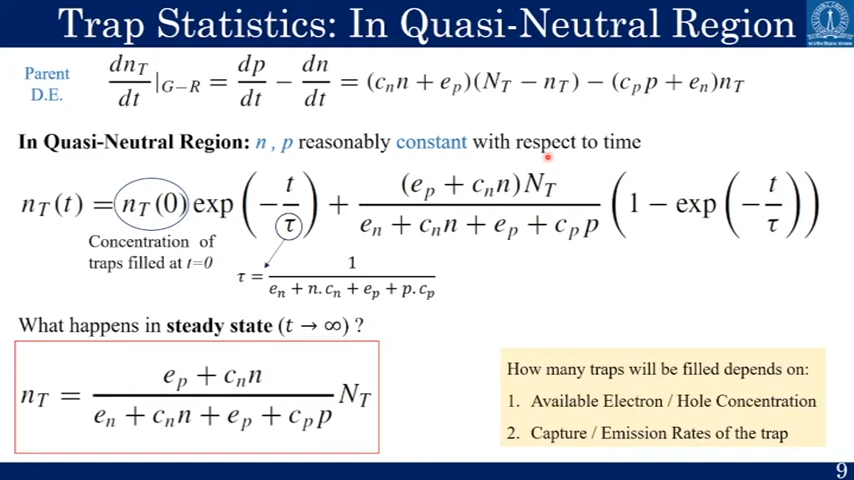 Trap Statistics: In Quasi-Neutral Region
Parent D.E.
dn_T/dt |_{G−R} = dp/dt − dn/dt = (c_n n + e_p)(N_T − n_T) − (c_p p + e_n)n_T
In Quasi-Neutral Region: n , p reasonably constant with respect to time
n_T(t) = n_T(0) exp(−t/τ) + (e_p + c_n n)N_T / (e_n + c_n n + e_p + c_p p) (1 − exp(−t/τ))
Concentration of
traps filled at t=0
τ = 1 / (e_n + n.c_n + e_p + p.c_p)
What happens in steady state (t → ∞) ?
n_T = (e_p + c_n n) / (e_n + c_n n + e_p + c_p p) N_T
How many traps will be filled depends on:
1. Available Electron / Hole Concentration
2. Capture / Emission Rates of the trap
9